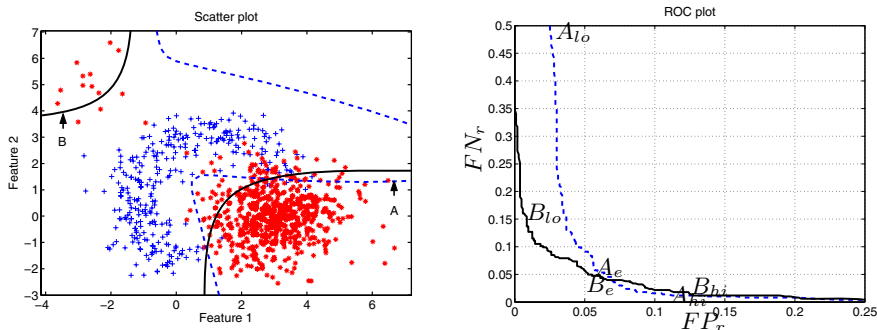 Scatter plot
7
6
5
4
3
2
1
0
−1
−2
−3
−4 −2 0 2 4 6
Feature 2
Feature 1
B
A
ROC plot
0.5
0.45
0.4
0.35
0.3
0.25
0.2
0.15
0.1
0.05
0
0 0.05 0.1 0.15 0.2 0.25
FN_r
FP_r
A_lo
B_lo
A_e
B_e
A_hi
B_hi